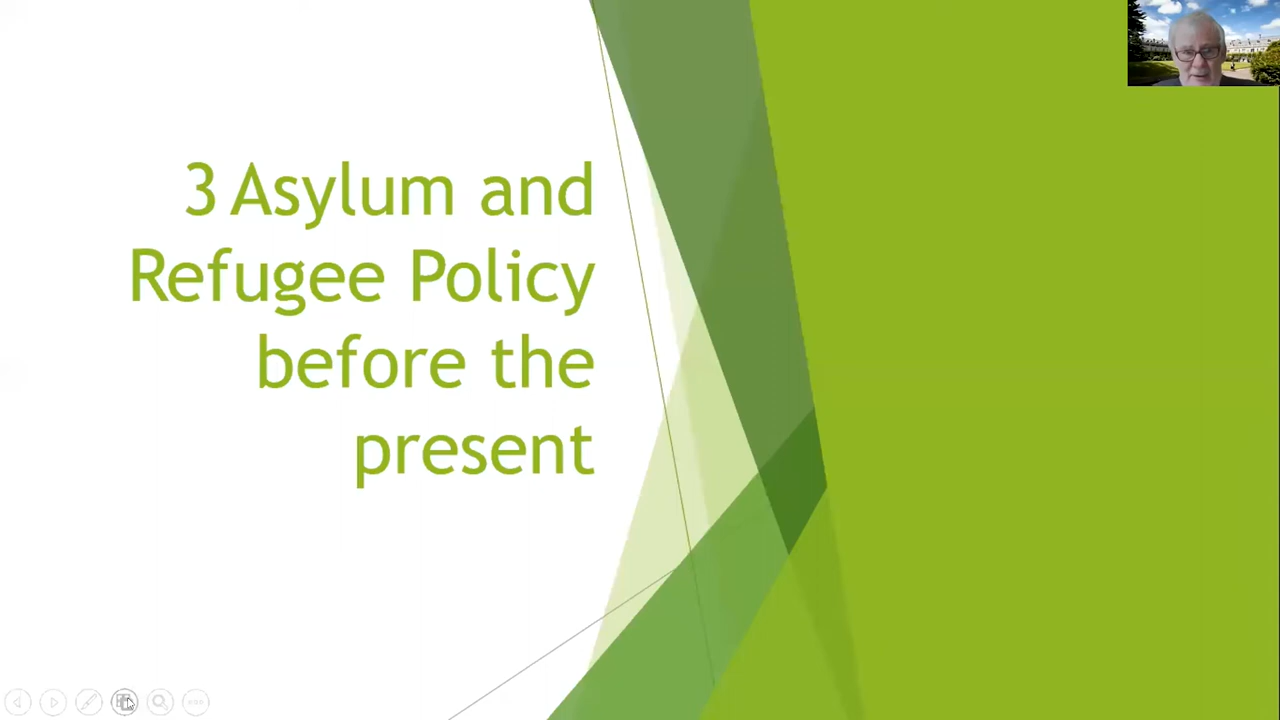 3 Asylum and
Refugee Policy
before the
present